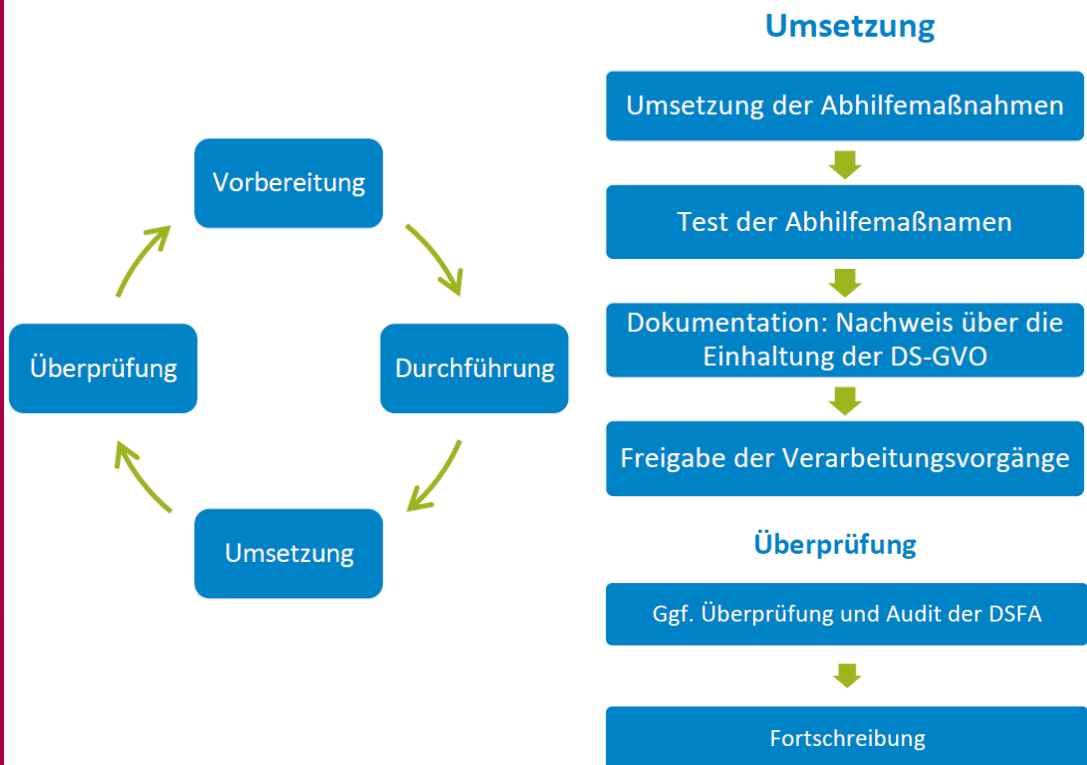 Vorbereitung
Durchführung
Umsetzung
Überprüfung
Umsetzung
Umsetzung der Abhilfemaßnahmen
Test der Abhilfemaßnamen
Dokumentation: Nachweis über die
Einhaltung der DS-GVO
Freigabe der Verarbeitungsvorgänge
Überprüfung
Ggf. Überprüfung und Audit der DSFA
Fortschreibung